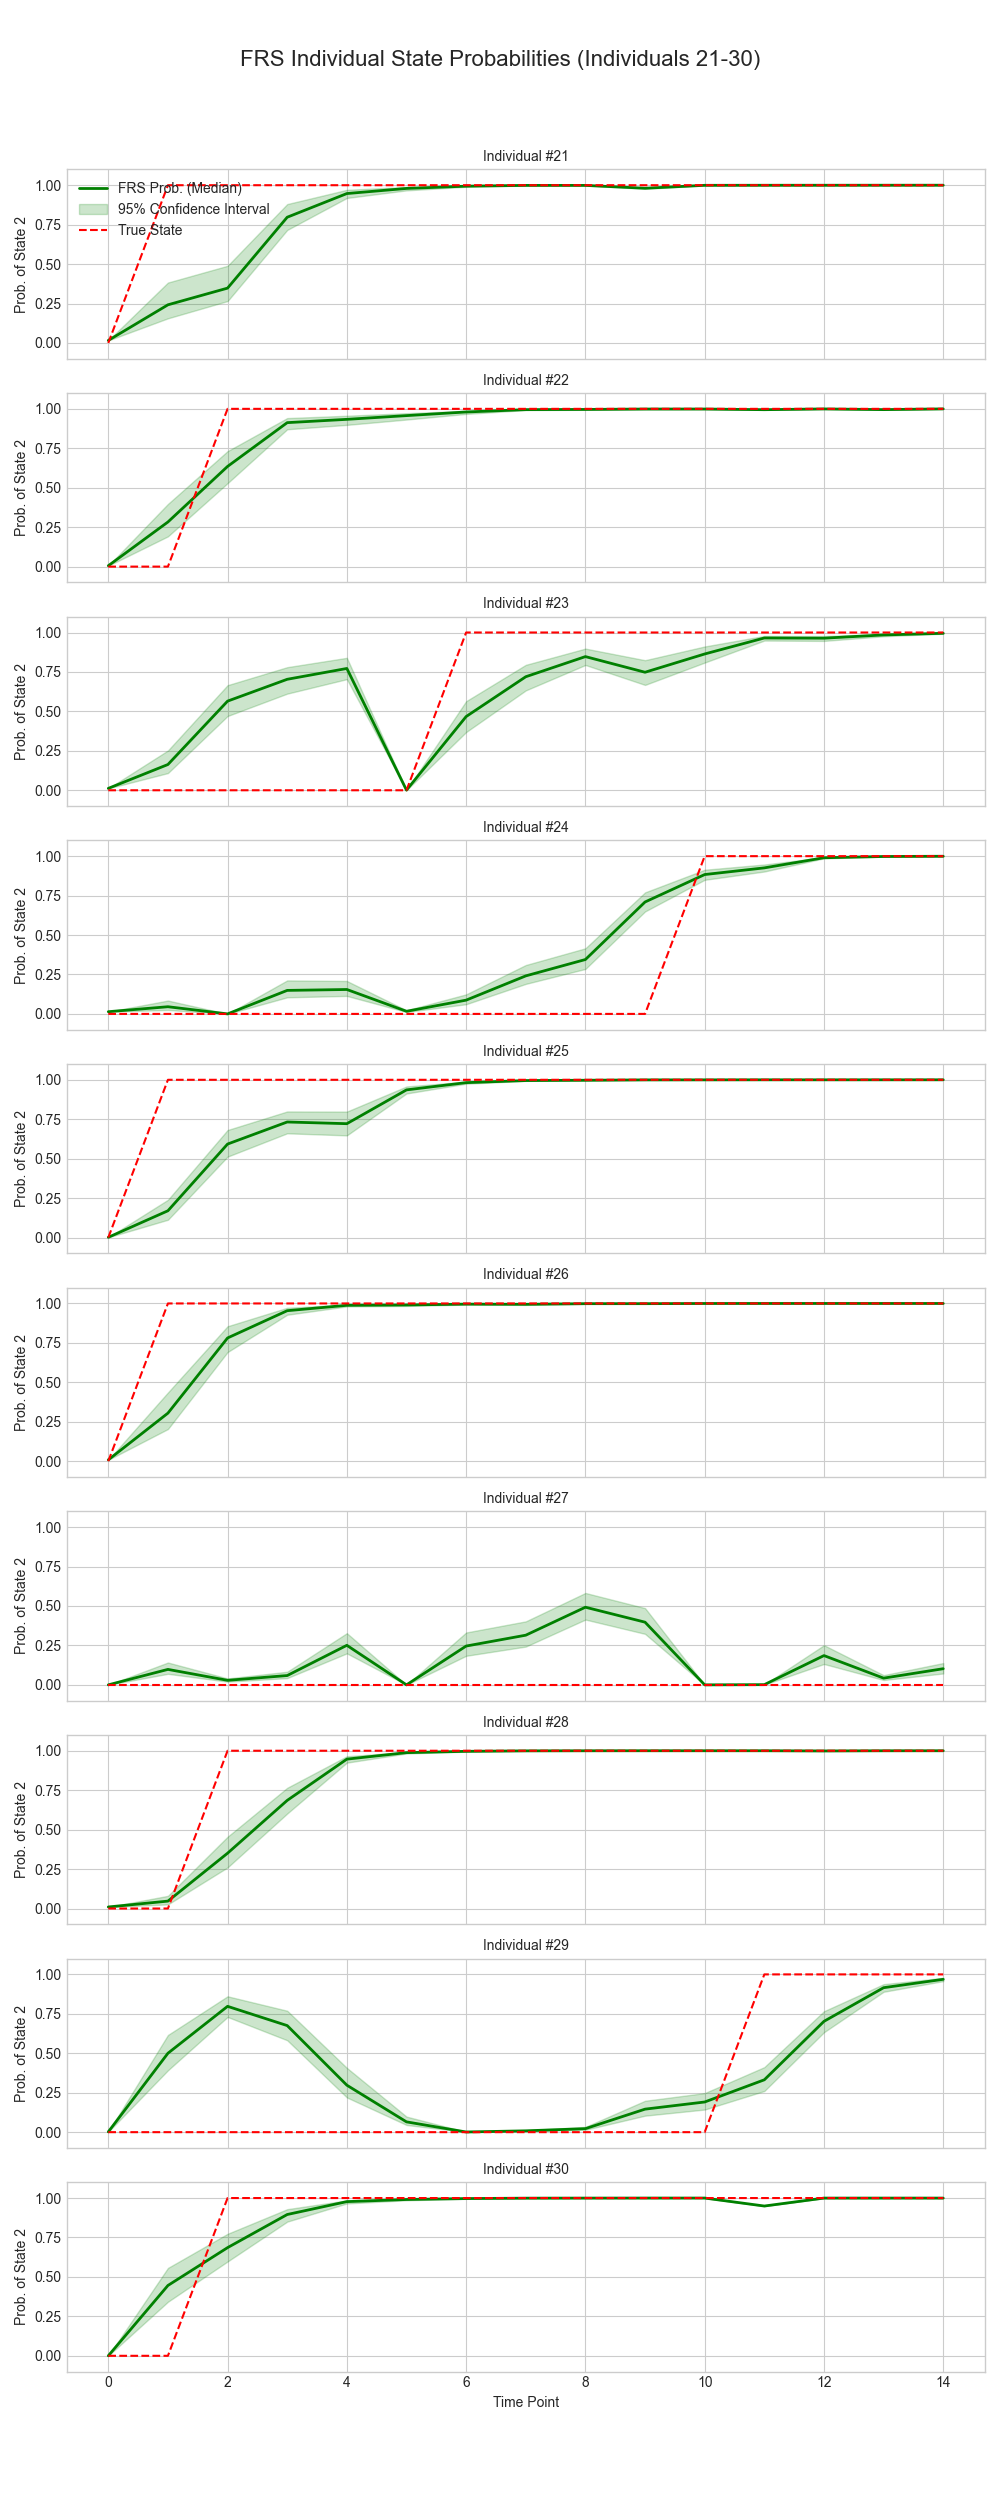 FRS Individual State Probabilities (Individuals 21-30)
Individual #21
FRS Prob. (Median)
95% Confidence Interval
True State
1.00
0.75
0.50
0.25
0.00
Prob. of State 2
Individual #22
1.00
0.75
0.50
0.25
0.00
Prob. of State 2
Individual #23
1.00
0.75
0.50
0.25
0.00
Prob. of State 2
Individual #24
1.00
0.75
0.50
0.25
0.00
Prob. of State 2
Individual #25
1.00
0.75
0.50
0.25
0.00
Prob. of State 2
Individual #26
1.00
0.75
0.50
0.25
0.00
Prob. of State 2
Individual #27
1.00
0.75
0.50
0.25
0.00
Prob. of State 2
Individual #28
1.00
0.75
0.50
0.25
0.00
Prob. of State 2
Individual #29
1.00
0.75
0.50
0.25
0.00
Prob. of State 2
Individual #30
1.00
0.75
0.50
0.25
0.00
Prob. of State 2
0 2 4 6 8 10 12 14
Time Point